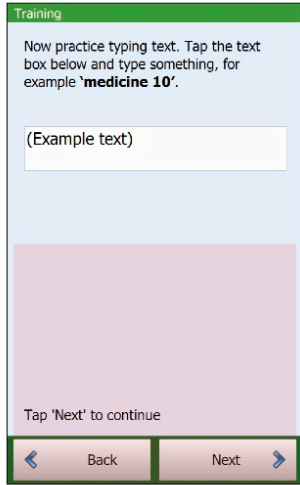 Training
Now practice typing text. Tap the text
box below and type something, for
example ‘medicine 10’.
(Example text)
Tap 'Next' to continue
Back
Next